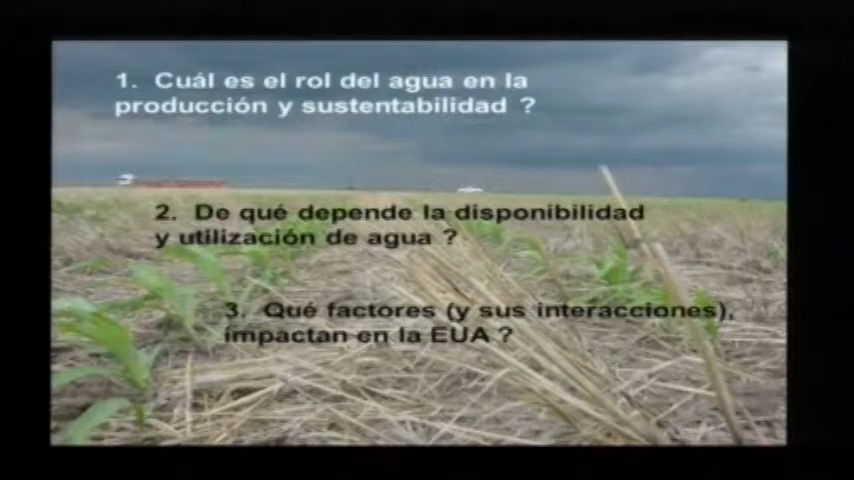 1. Cuál es el rol del agua en la
producción y sustentabilidad ?
2. De qué depende la disponibilidad
y utilización de agua ?
3. Qué factores (y sus interacciones),
impactan en la EUA ?